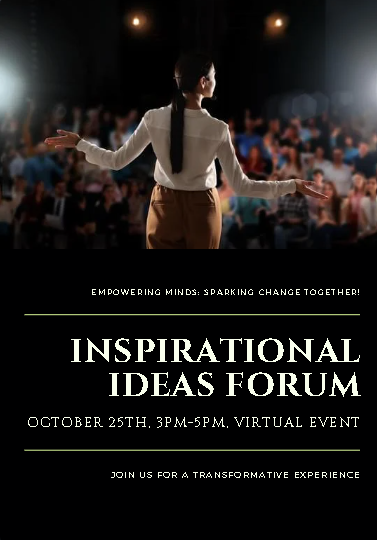 EMPOWERING MINDS: SPARKING CHANGE TOGETHER!
INSPIRATIONAL
IDEAS FORUM
OCTOBER 25TH, 3PM-5PM, VIRTUAL EVENT
JOIN US FOR A TRANSFORMATIVE EXPERIENCE